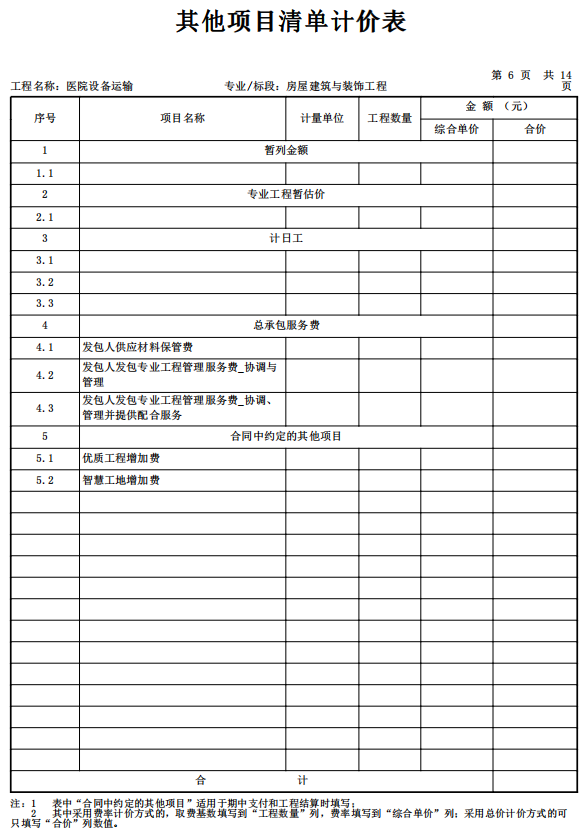 其他项目清单计价表
第 6 页 共 14
工程名称：医院设备运输 专业/标段：房屋建筑与装饰工程 页
序号 项目名称 计量单位 工程数量 金 额 （元）
综合单价 合价
1 暂列金额
1.1
2 专业工程暂估价
2.1
3 计日工
3.1
3.2
3.3
4 总承包服务费
4.1 发包人供应材料保管费
4.2 发包人发包专业工程管理服务费_协调与
管理
4.3 发包人发包专业工程管理服务费_协调、
管理并提供配合服务
5 合同中约定的其他项目
5.1 优质工程增加费
5.2 智慧工地增加费
合 计
注：1 表中“合同中约定的其他项目”适用于期中支付和工程结算时填写；
2 其中采用费率计价方式的，取费基数填写到“工程数量”列，费率填写到“综合单价”列；采用总价计价方式的可
只填写“合价”列数值。